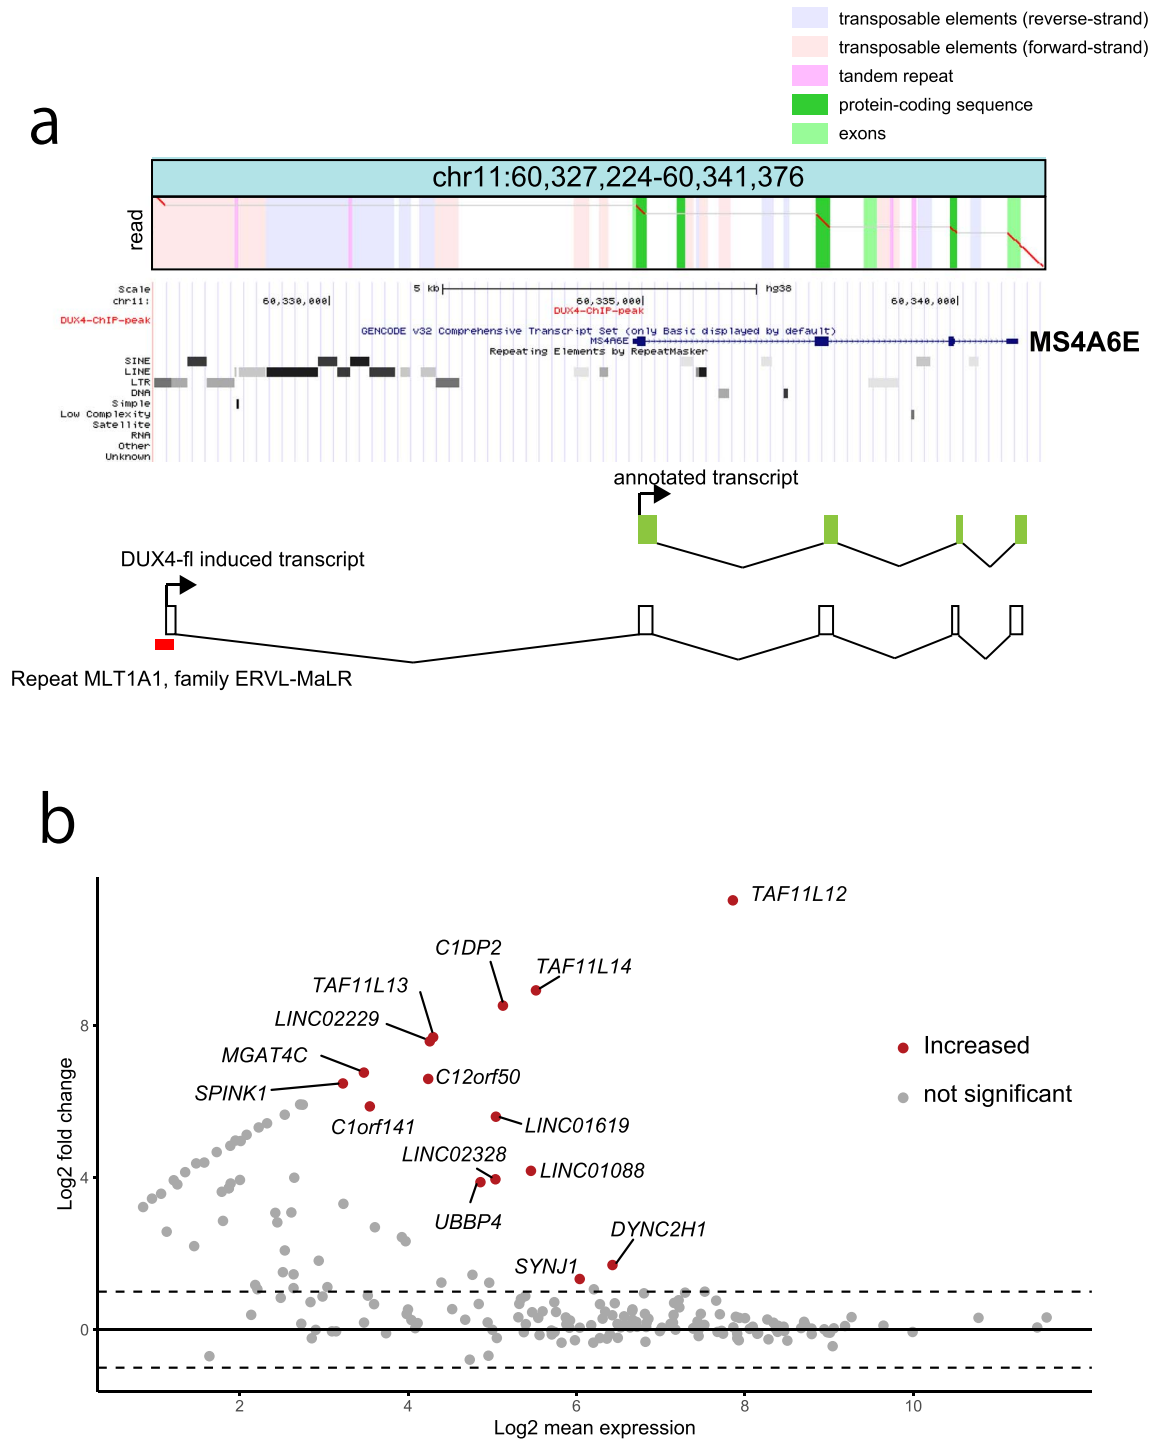 transposable elements (reverse-strand)
transposable elements (forward-strand)
tandem repeat
protein-coding sequence
exons
a
chr11:60,327,224-60,341,376
read
Scale
5 kb
hg38
chr11:
60,330,000
60,335,000
60,340,000
DUX4-ChIP-peak
DUX4-ChIP-peak
GENCODE v32 Comprehensive Transcript Set (only Basic displayed by default)
MS4A6E
MS4A6E
Repeating Elements by RepeatMasker
SINE
LINE
LTR
DNA
Simple
Low Complexity
Satellite
RNA
Other
Unknown
annotated transcript
DUX4-fl induced transcript
Repeat MLT1A1, family ERVL-MaLR
b
TAF11L12
C1DP2
TAF11L14
TAF11L13
LINC02229
MGAT4C
SPINK1
C12orf50
C1orf141
LINC01619
LINC02328
LINC01088
UBBP4
DYNC2H1
SYNJ1
Increased
not significant
Log2 fold change
8
4
0
2
4
6
8
10
Log2 mean expression